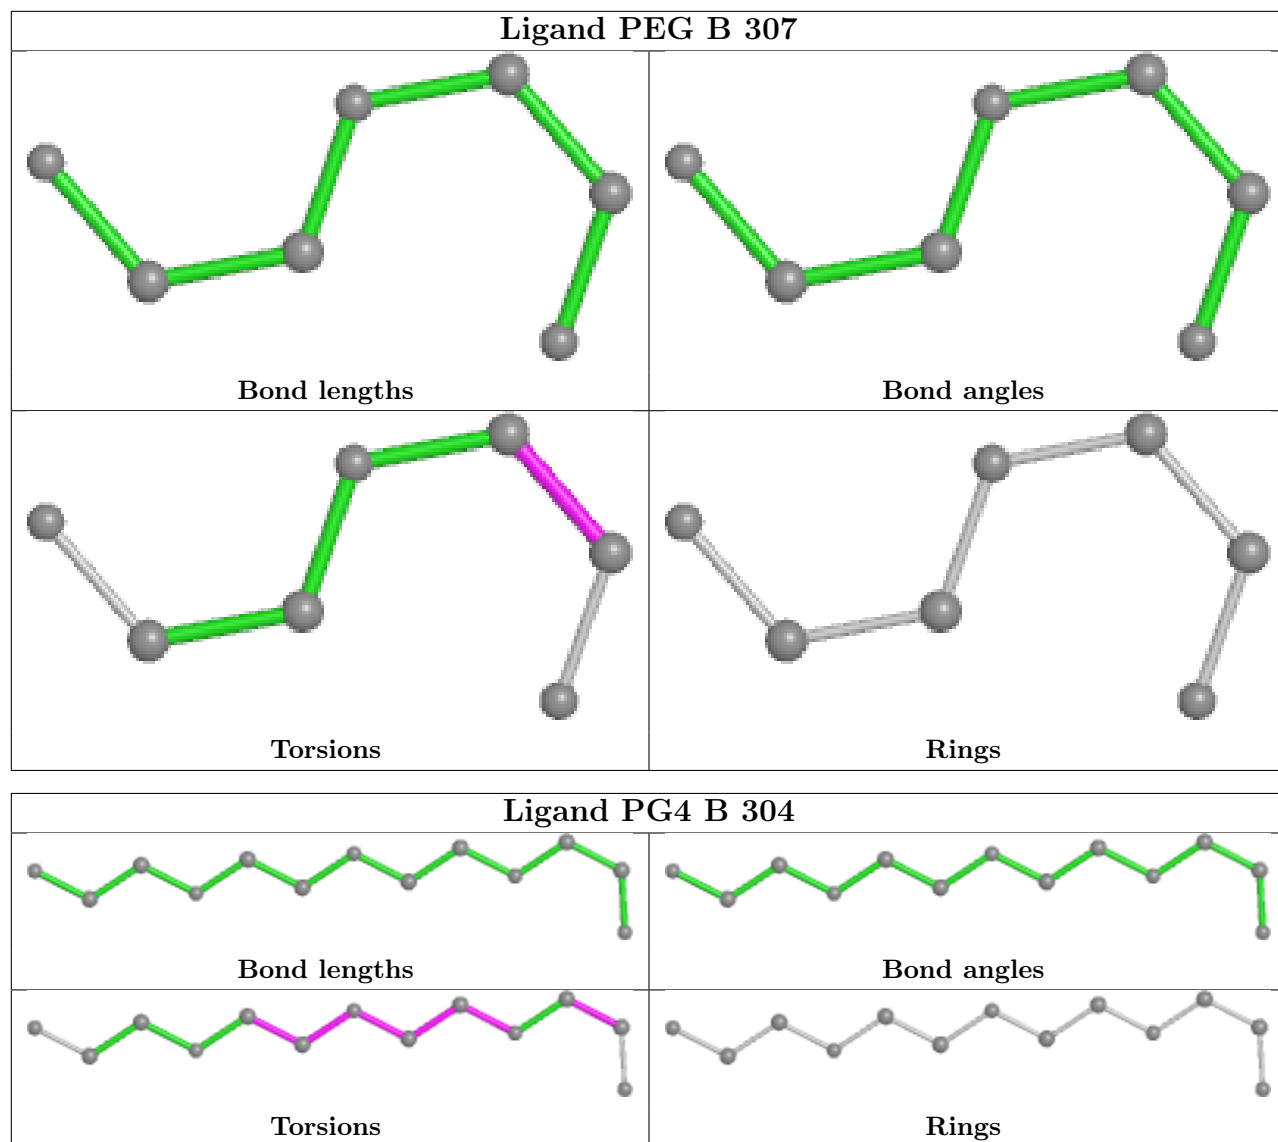 Ligand PEG B 307
Bond lengths
Bond angles
Torsions
Rings
Ligand PG4 B 304
Bond lengths
Bond angles
Torsions
Rings